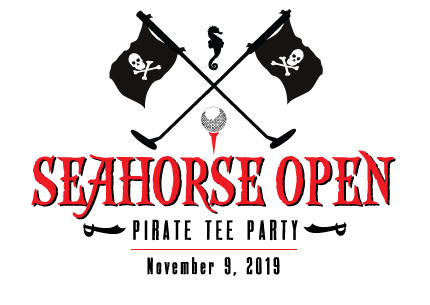 SEAHORSE OPEN
PIRATE TEE PARTY
November 9, 2019